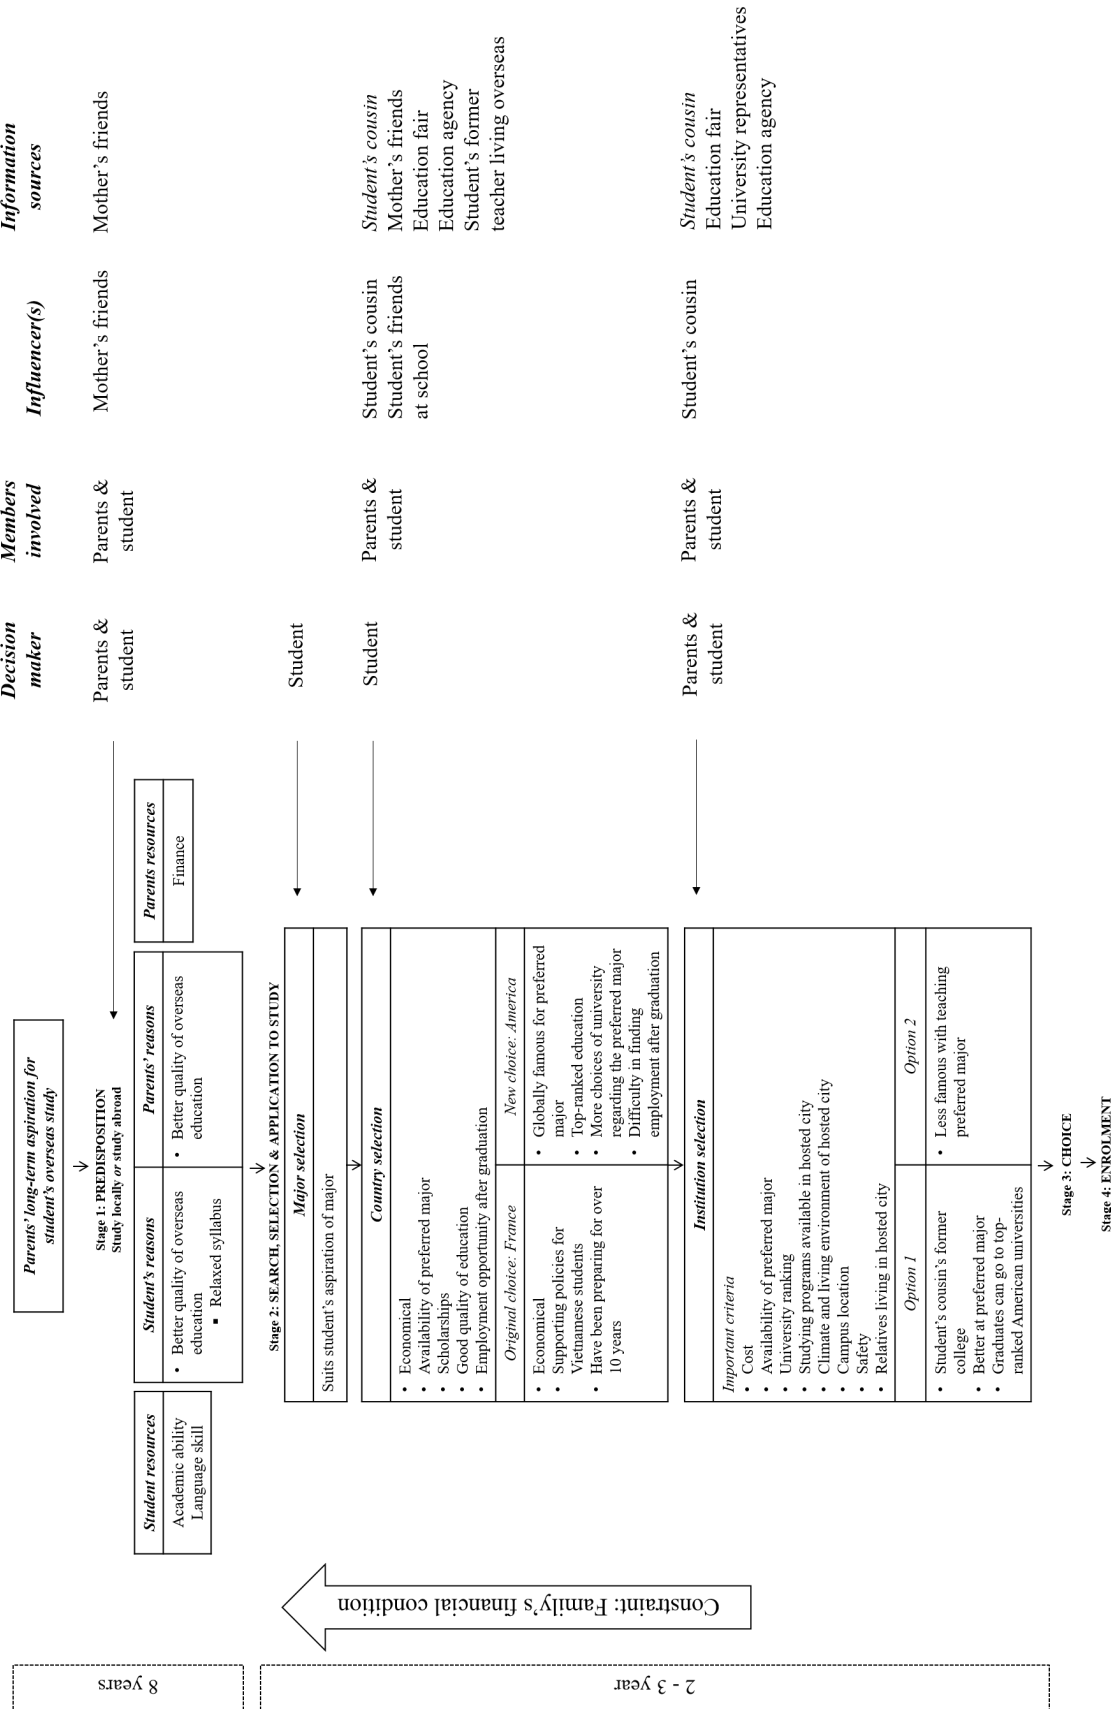 Decision
maker
Members
involved
Influencer(s)
Information
sources
Parents' long-term aspiration for
student's overseas study
8 years
Stage 1: PREDISPOSITION
Study locally or study abroad
Parents &
student
Parents &
student
Mother's friends
Mother's friends
Student resources
Academic ability
Language skill
Student's reasons
• Better quality of overseas
education
▪ Relaxed syllabus
Parents' reasons
• Better quality of overseas
education
Parents resources
Finance
Constraint: Family's financial condition
2 - 3 year
Stage 2: SEARCH, SELECTION & APPLICATION TO STUDY
Major selection
Suits student's aspiration of major
Student
Country selection
• Economical
• Availability of preferred major
• Scholarships
• Good quality of education
• Employment opportunity after graduation
Original choice: France
• Economical
• Supporting policies for
Vietnamese students
• Have been preparing for over
10 years
New choice: America
• Globally famous for preferred
major
• Top-ranked education
• More choices of university
regarding the preferred major
• Difficulty in finding
employment after graduation
Student
Parents &
student
Student's cousin
Student's friends
at school
Student's cousin
Mother's friends
Education fair
Education agency
Student's former
teacher living overseas
Institution selection
Important criteria
• Cost
• Availability of preferred major
• University ranking
• Studying programs available in hosted city
• Climate and living environment of hosted city
• Campus location
• Safety
• Relatives living in hosted city
Option 1
• Student's cousin's former
college
• Better at preferred major
• Graduates can go to top-
ranked American universities
Option 2
• Less famous with teaching
preferred major
Parents &
student
Parents &
student
Student's cousin
Student's cousin
Education fair
University representatives
Education agency
Stage 3: CHOICE
Stage 4: ENROLMENT